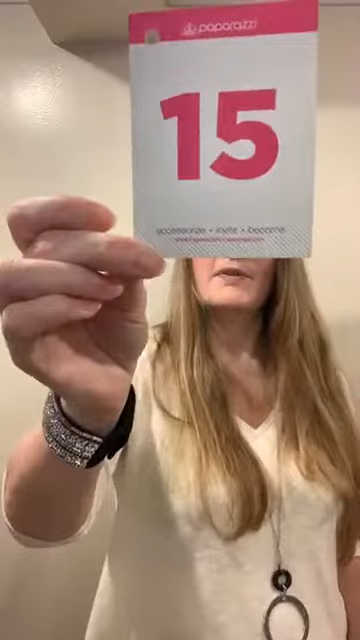 paparazzi
15
accessorize • invite • become